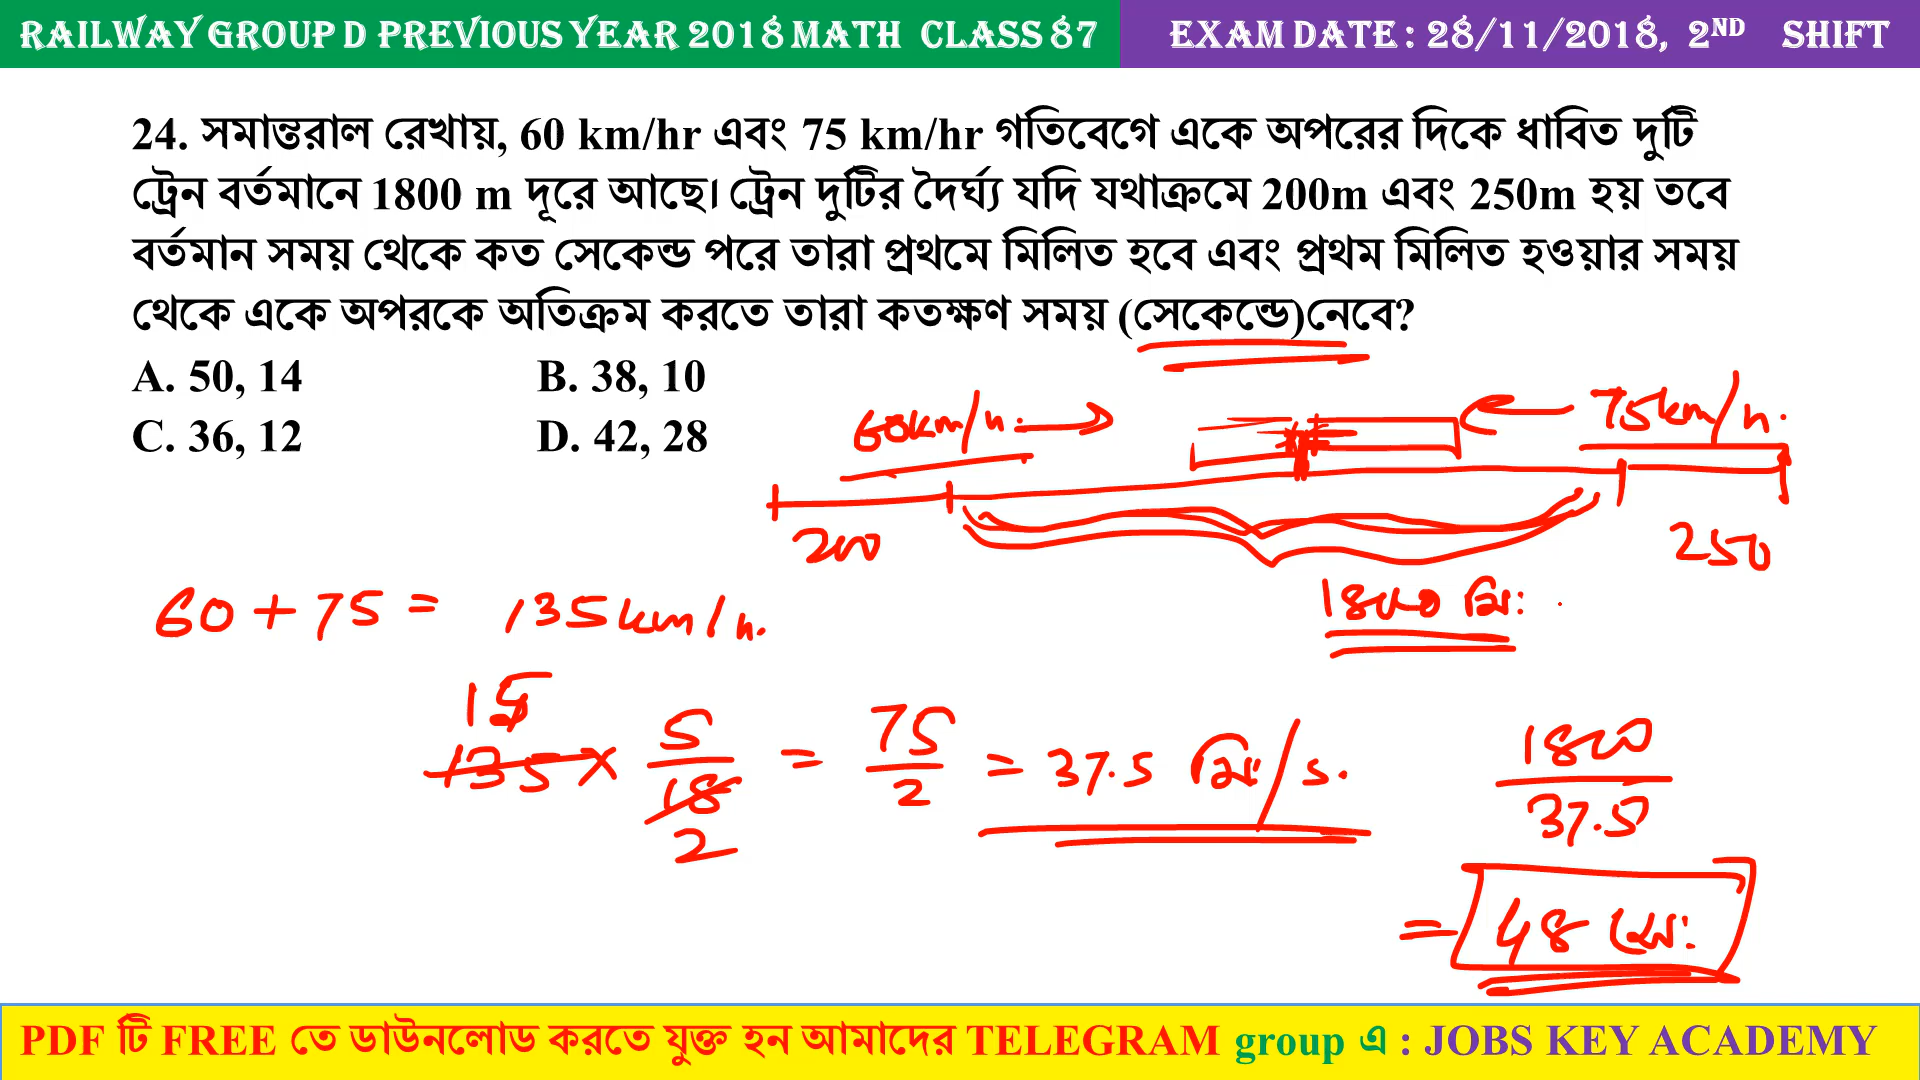 RAILWAY GROUP D PREVIOUS YEAR 2018 MATH CLASS 87
EXAM DATE : 28/11/2018, 2ND SHIFT
24. সমান্তরাল রেখায়, 60 km/hr এবং 75 km/hr গতিবেগে একে অপরের দিকে ধাবিত দুটি
ট্রেন বর্তমানে 1800 m দূরে আছে। ট্রেন দুটির দৈর্ঘ্য যদি যথাক্রমে 200m এবং 250m হয় তবে
বর্তমান সময় থেকে কত সেকেন্ড পরে তারা প্রথমে মিলিত হবে এবং প্রথম মিলিত হওয়ার সময়
থেকে একে অপরকে অতিক্রম করতে তারা কতক্ষণ সময় (সেকেন্ডে)নেবে?
A. 50, 14 B. 38, 10
C. 36, 12 D. 42, 28
60km/h. 75km/h.
200 250
1800 মি:
60 + 75 = 135km/h.
15
135 × 5/18 = 75/2 = 37.5 মি:/s.
2
1800/37.5
= 48 সে:
PDF টি FREE তে ডাউনলোড করতে যুক্ত হন আমাদের TELEGRAM group এ : JOBS KEY ACADEMY